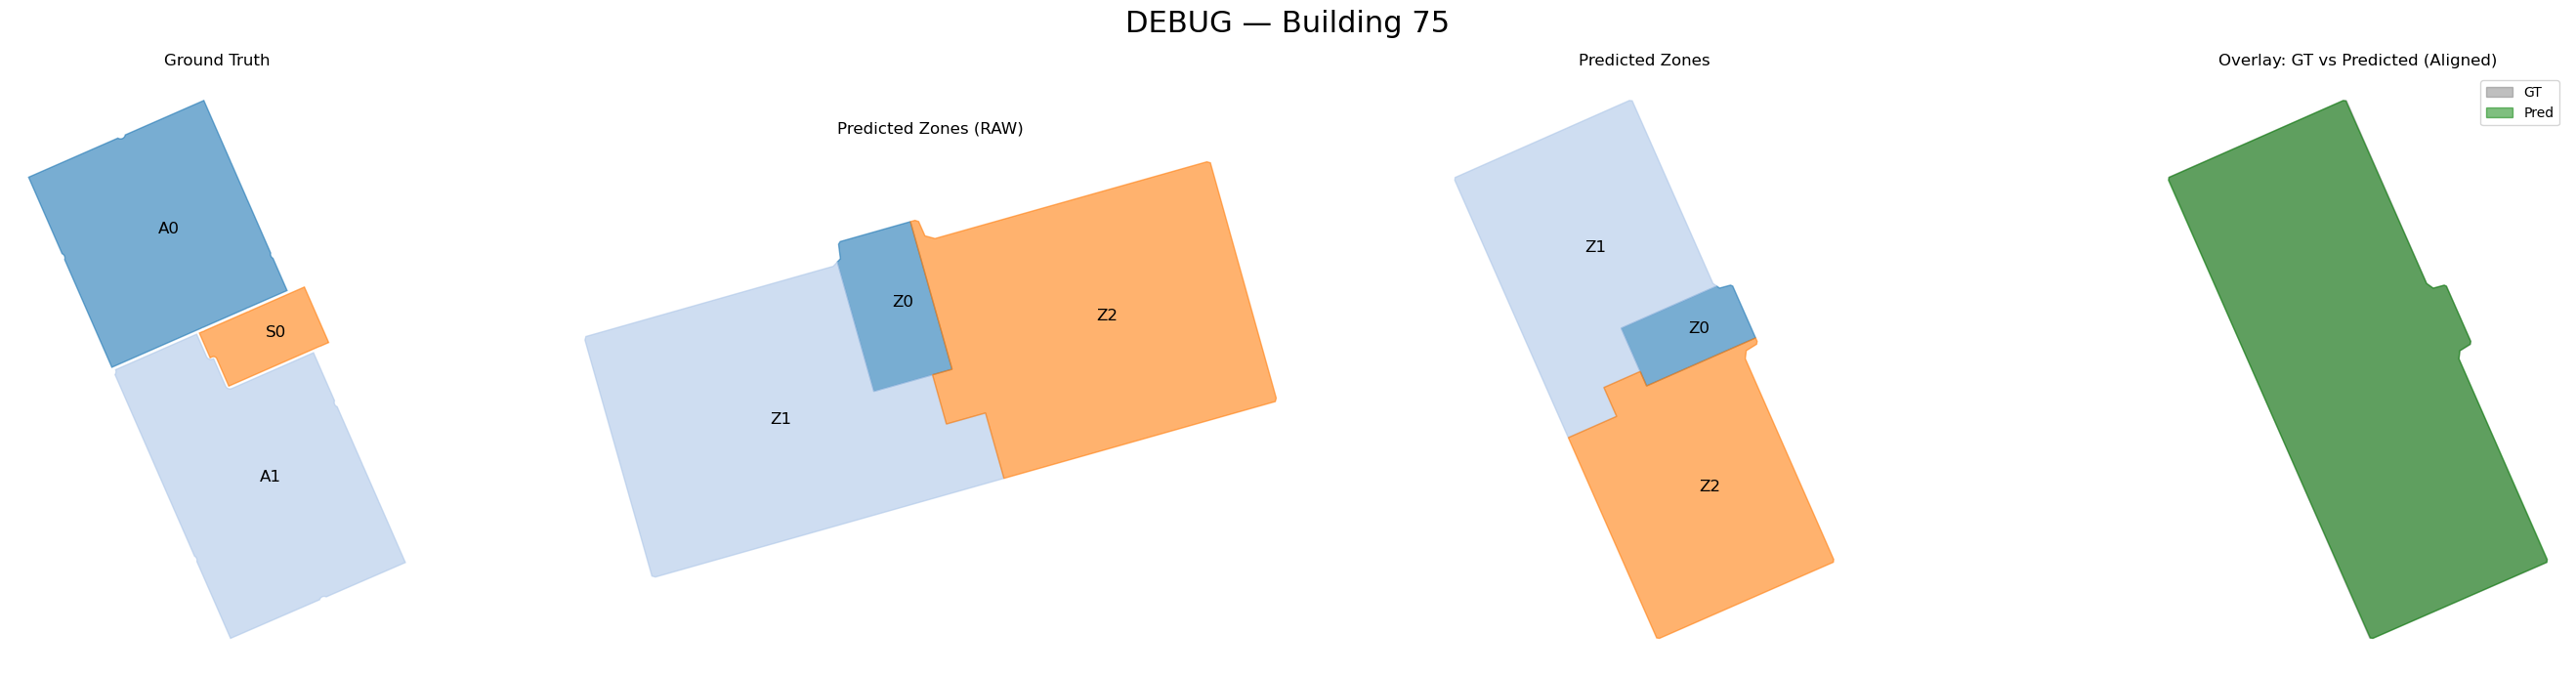 DEBUG — Building 75
Ground Truth
A0
S0
A1
Predicted Zones (RAW)
Z0
Z2
Z1
Predicted Zones
Z1
Z0
Z2
Overlay: GT vs Predicted (Aligned)
GT
Pred